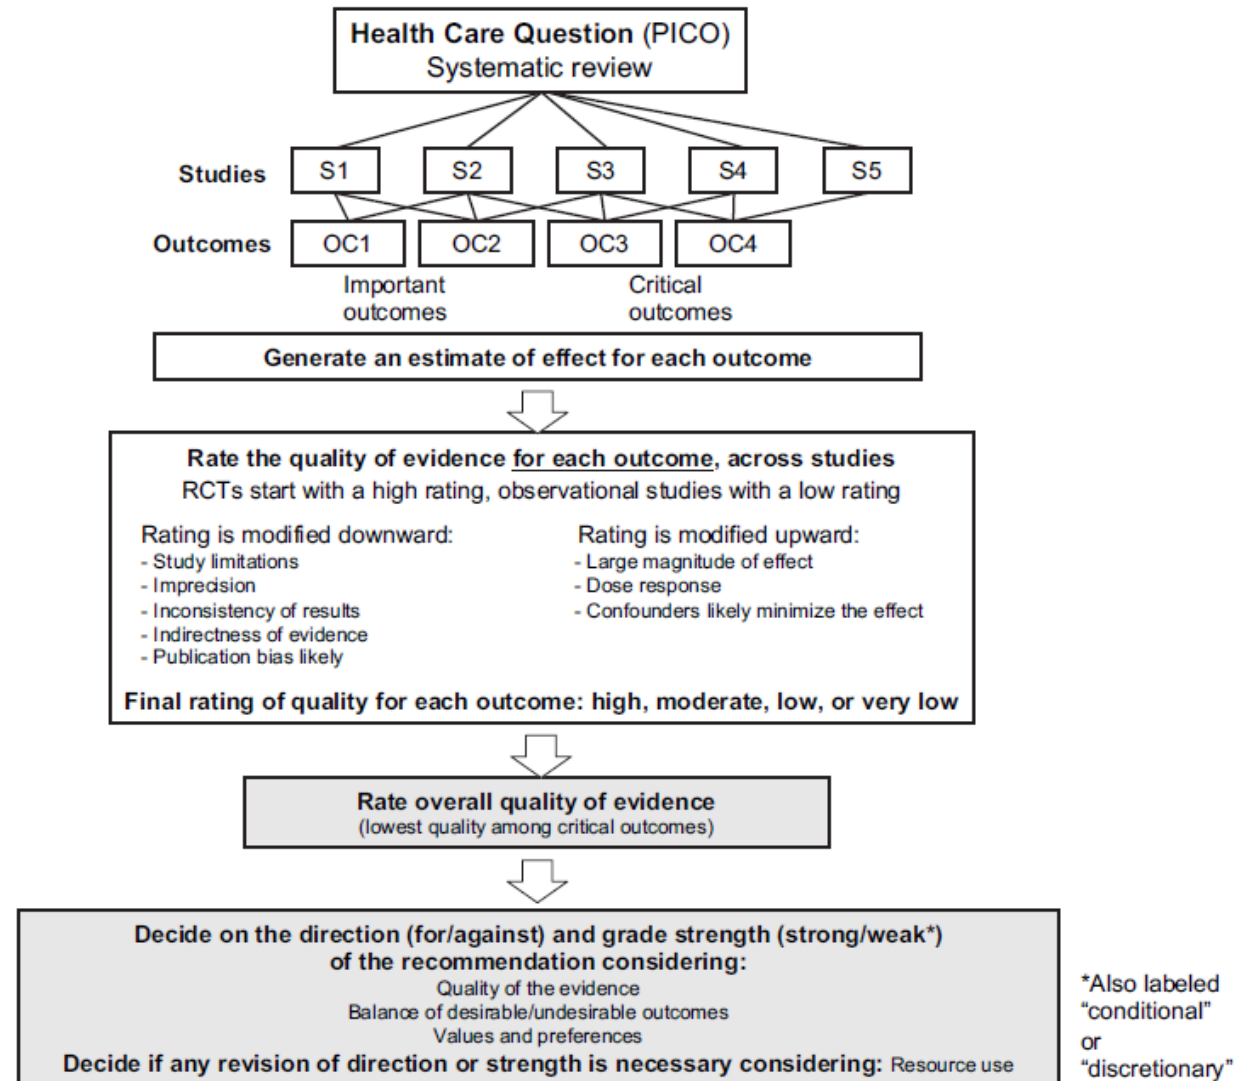 Health Care Question (PICO)
Systematic review
Studies
S1
S2
S3
S4
S5
Outcomes
OC1
OC2
OC3
OC4
Important
outcomes
Critical
outcomes
Generate an estimate of effect for each outcome
Rate the quality of evidence for each outcome, across studies
RCTs start with a high rating, observational studies with a low rating
Rating is modified downward:
- Study limitations
- Imprecision
- Inconsistency of results
- Indirectness of evidence
- Publication bias likely
Rating is modified upward:
- Large magnitude of effect
- Dose response
- Confounders likely minimize the effect
Final rating of quality for each outcome: high, moderate, low, or very low
Rate overall quality of evidence
(lowest quality among critical outcomes)
Decide on the direction (for/against) and grade strength (strong/weak*)
of the recommendation considering:
Quality of the evidence
Balance of desirable/undesirable outcomes
Values and preferences
Decide if any revision of direction or strength is necessary considering: Resource use
*Also labeled
“conditional”
or
“discretionary”